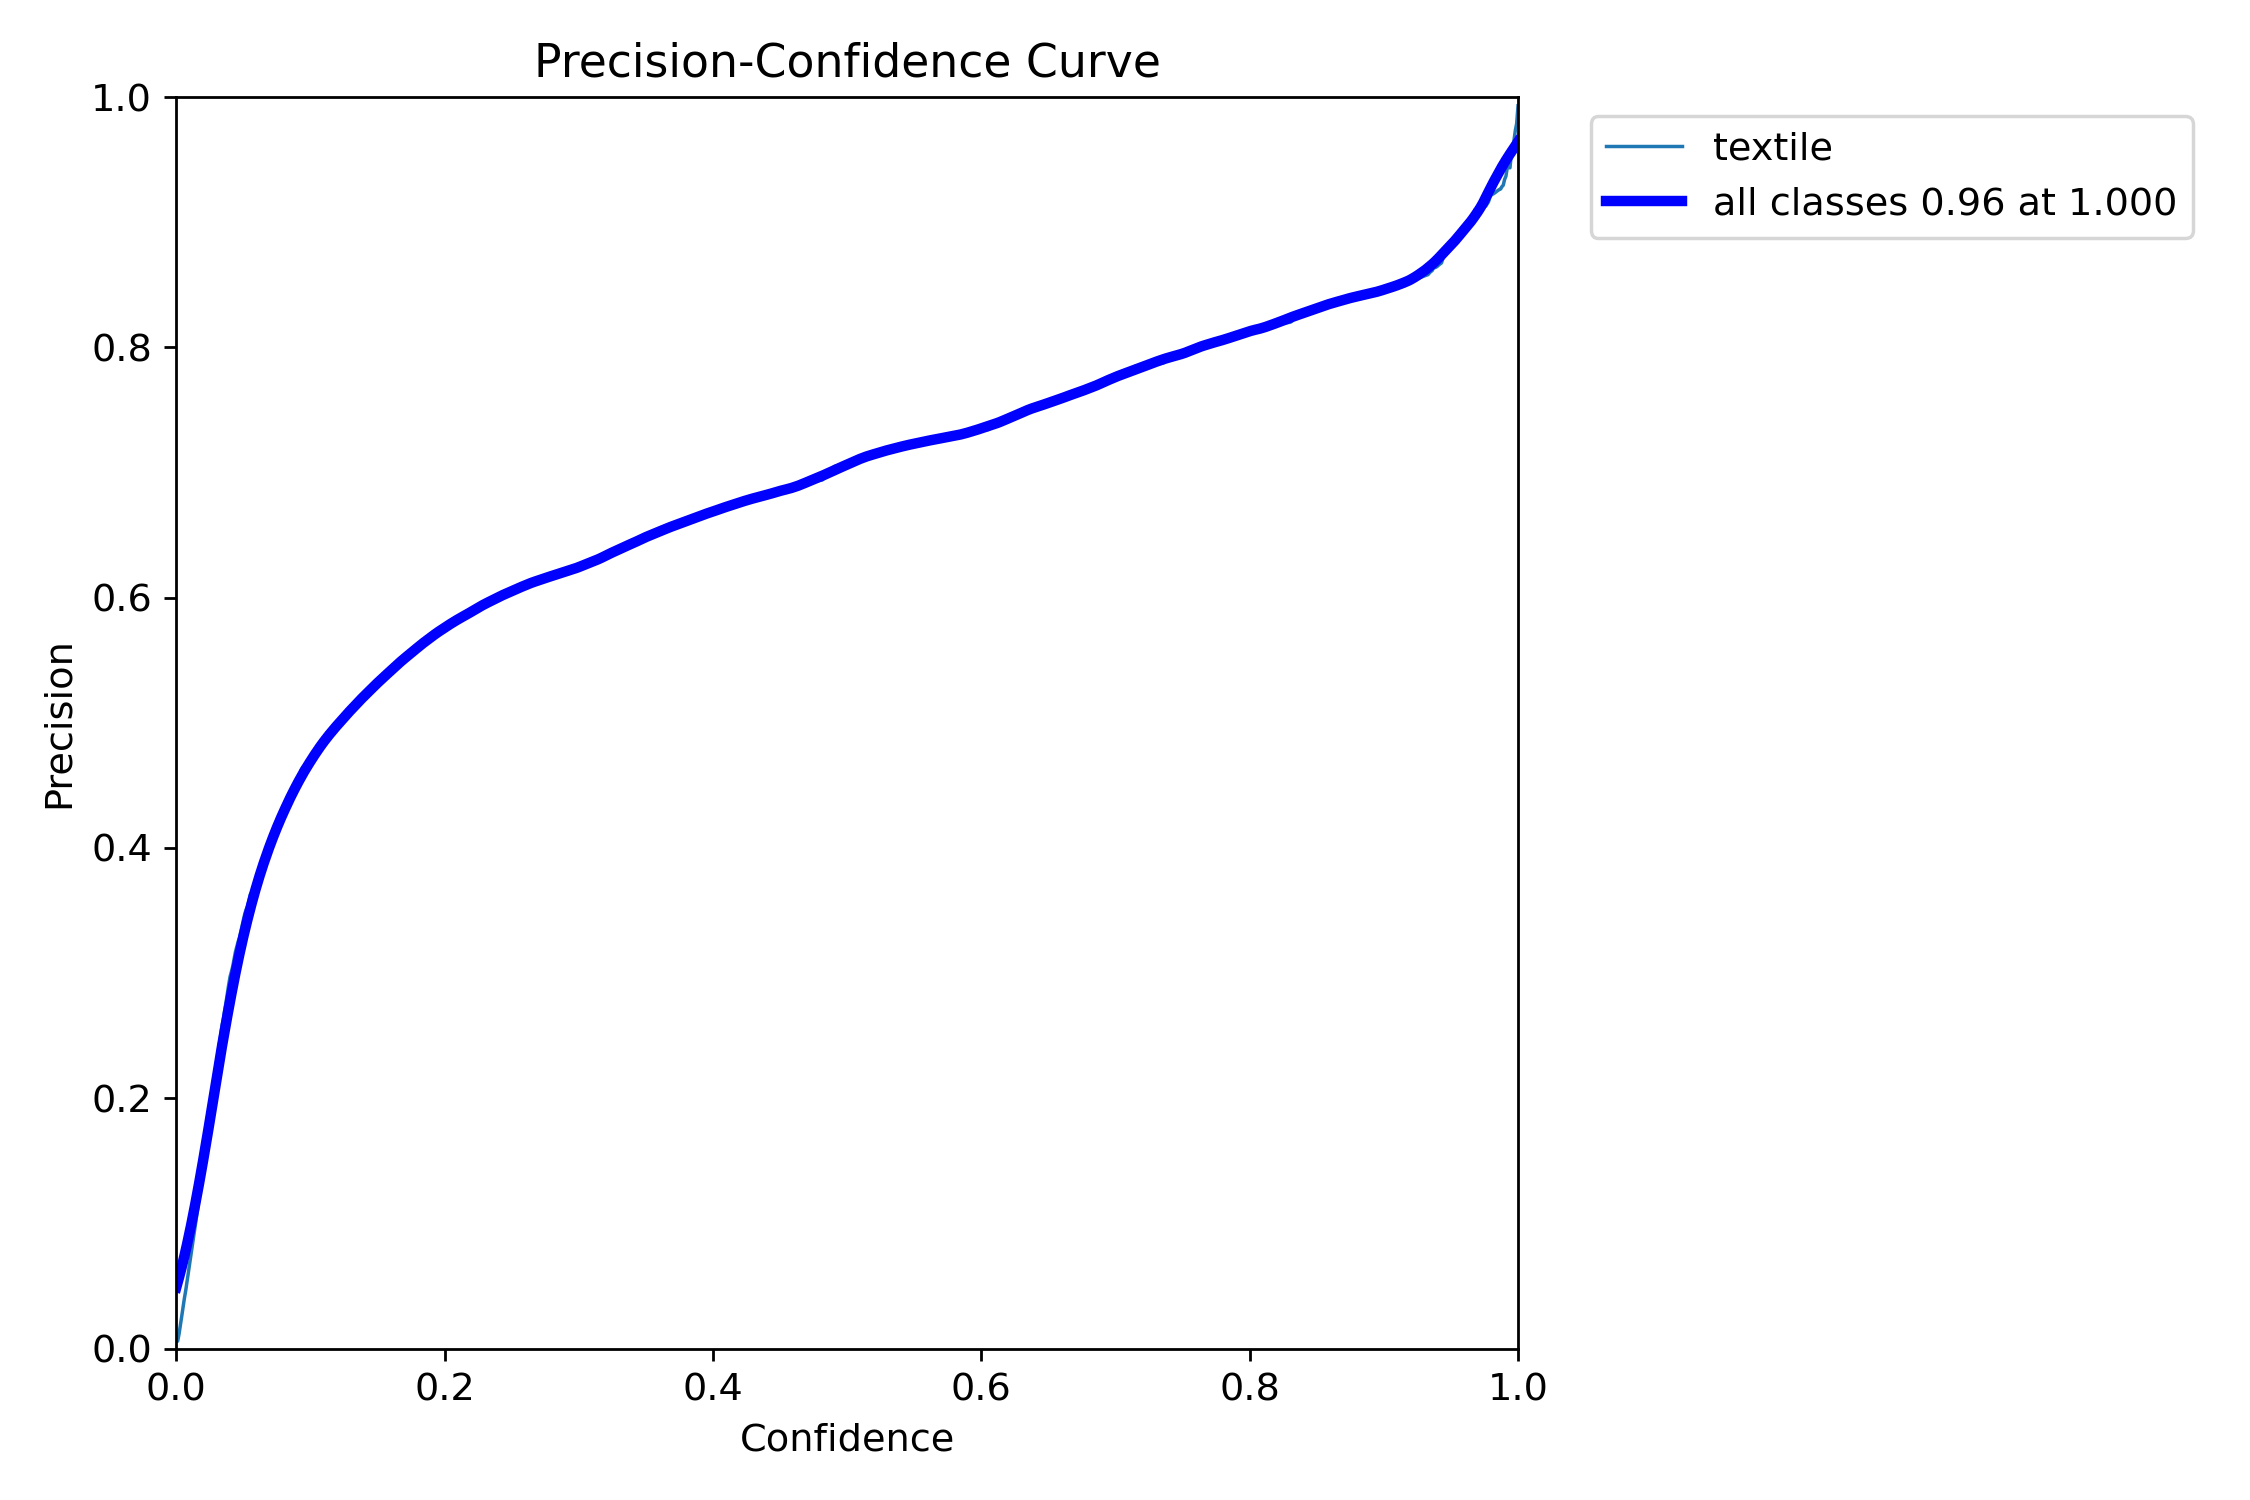 Precision-Confidence Curve
textile
all classes 0.96 at 1.000
1.0
0.8
0.6
0.4
0.2
0.0
Precision
0.0 0.2 0.4 0.6 0.8 1.0
Confidence